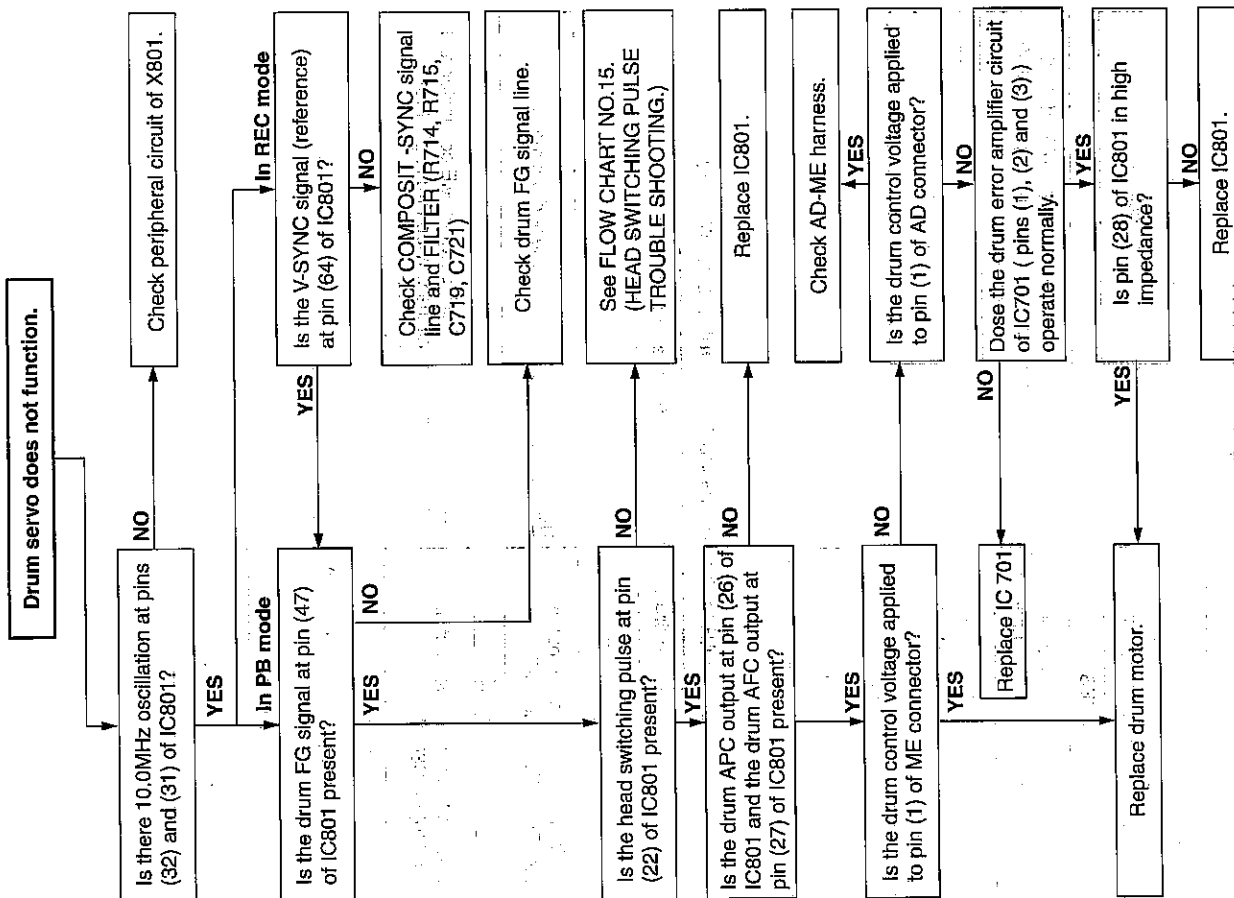 Drum servo does not function.
Is there 10.0MHz oscillation at pins
(32) and (31) of IC801?
NO
Check peripheral circuit of X801.
YES
In PB mode
In REC mode
Is the V-SYNC signal (reference)
at pin (64) of IC801?
YES
NO
Check COMPOSIT -SYNC signal
line and FILTER (R714, R715,
C719, C721)
Is the drum FG signal at pin (47)
of IC801 present?
NO
Check drum FG signal line.
YES
Is the head switching pulse at pin
(22) of IC801 present?
NO
See FLOW CHART NO.15.
(HEAD SWITCHING PULSE
TROUBLE SHOOTING.)
YES
Is the drum APC output at pin (26) of
IC801 and the drum AFC output at
pin (27) of IC801 present?
NO
Replace IC801.
YES
Is the drum control voltage applied
to pin (1) of ME connector?
NO
Check AD-ME harness.
YES
Is the drum control voltage applied
to pin (1) of AD connector?
NO
Dose the drum error amplifier circuit
of IC701 ( pins (1), (2) and (3) )
operate normally.
NO
Replace IC 701
YES
Is pin (28) of IC801 in high
impedance?
YES
NO
Replace IC801.
YES
Replace drum motor.